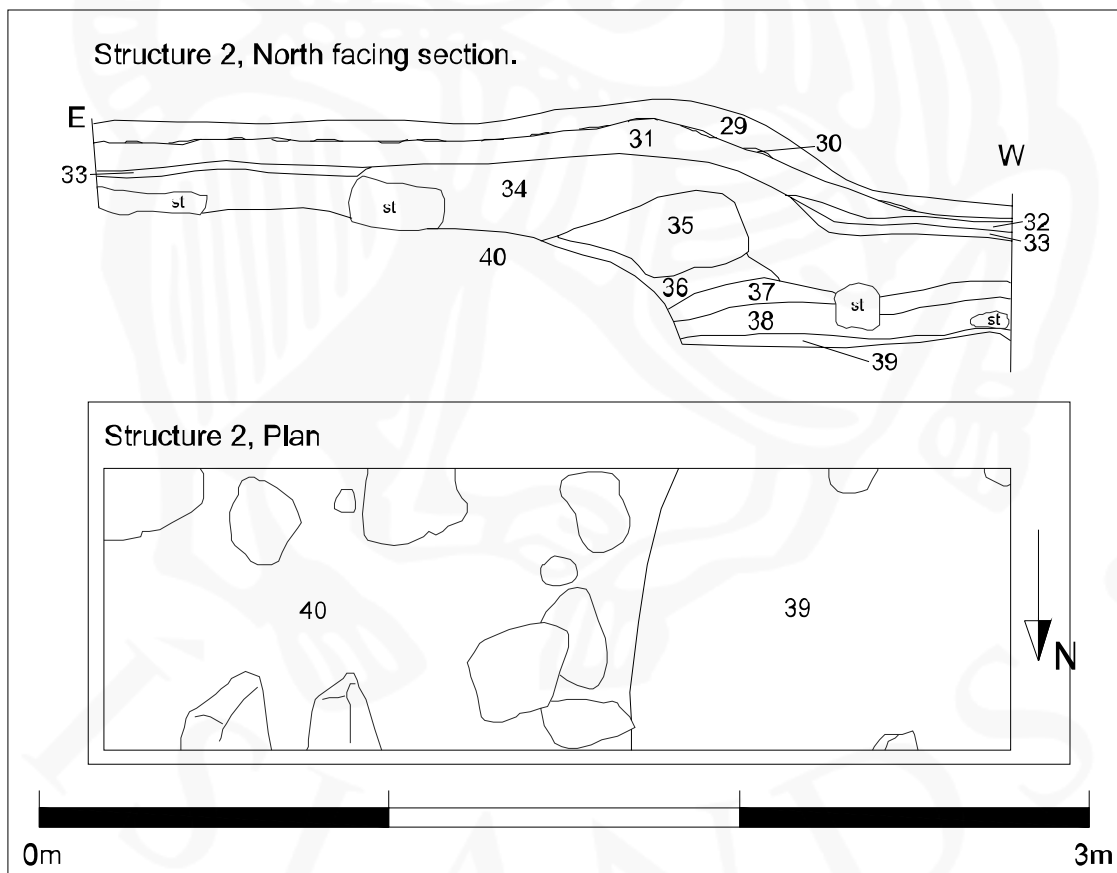 Structure 2, North facing section.
E
29
31
30
W
33
34
st
st
35
32
33
40
36
37
st
38
st
39
Structure 2, Plan
40
39
N
0m
3m
ISLANDS